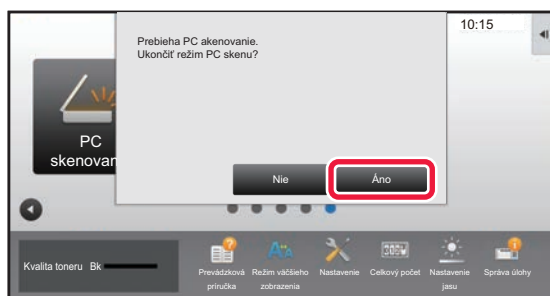 10:15
Prebieha PC akenovanie.
Ukončiť režim PC skenu?
PC
skenovan
Nie
Áno
Kvalita toneru Bk
Prevádzková
príručka
Režim väčšieho
zobrazenia
Nastavenie
Celkový počet
Nastavenie
jasu
Správa úlohy